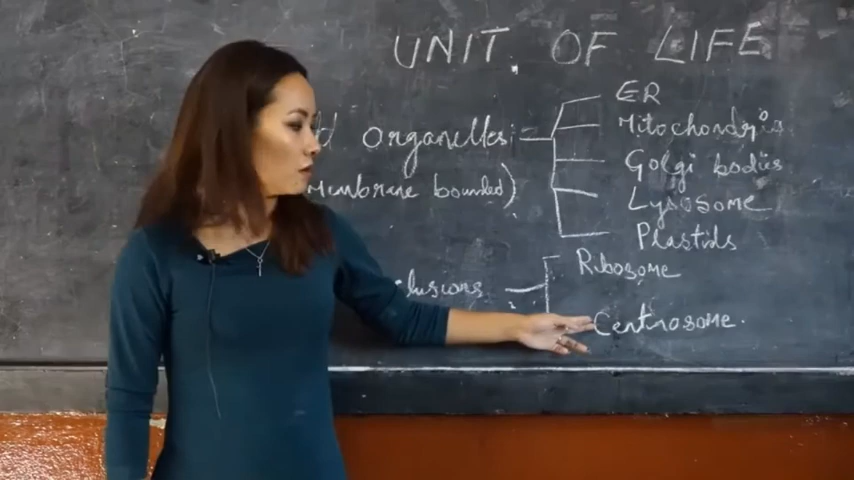 UNIT OF LIFE
organelles
Membrane bounded)
ER
Mitochondria
Golgi bodies
Lysosome
Plastids
Ribosome
Centrosome.